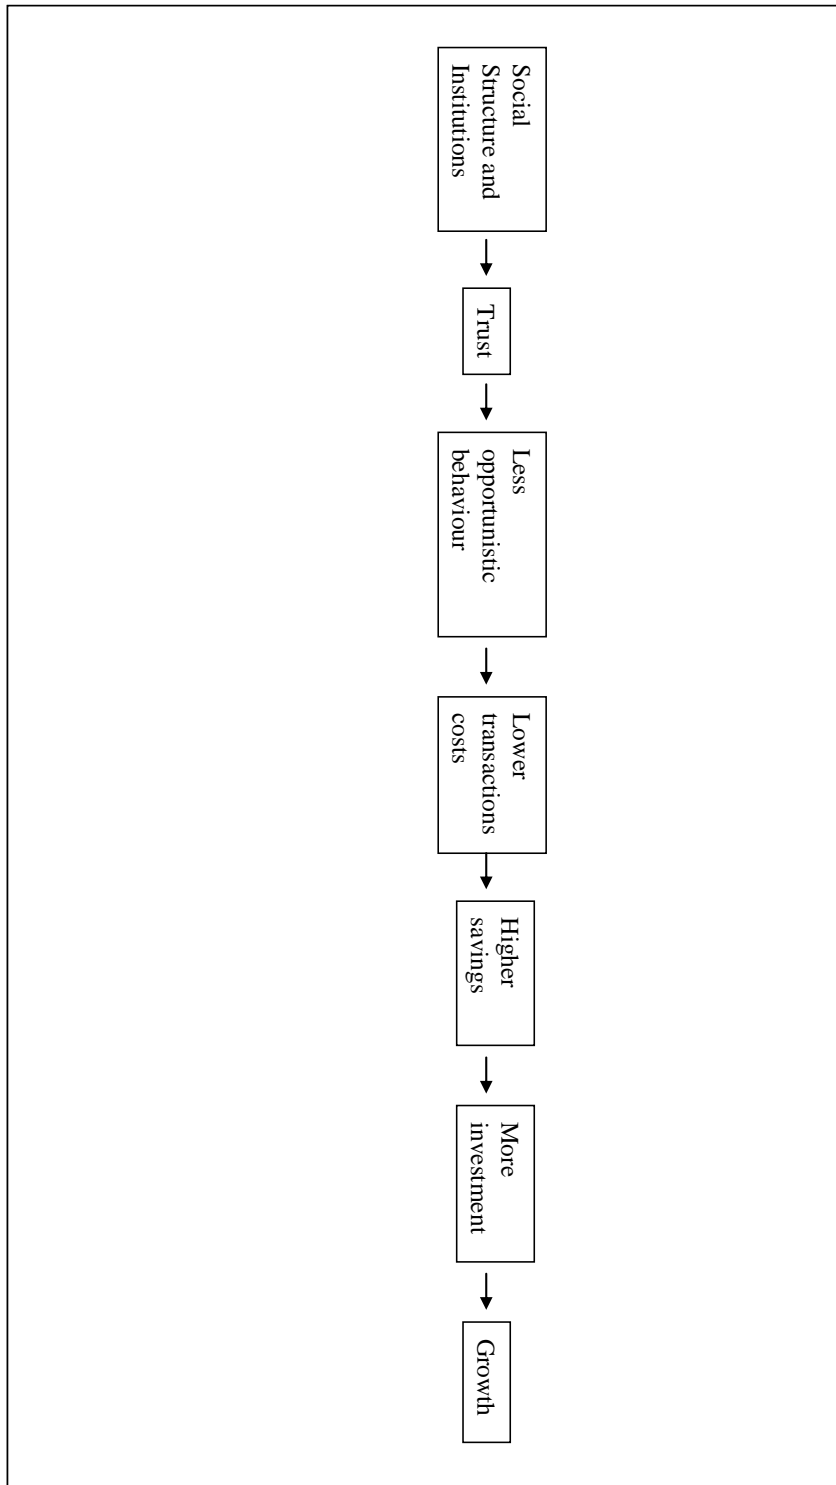 Social
Structure and
Institutions
Trust
Less
opportunistic
behaviour
Lower
transactions
costs
Higher
savings
More
investment
Growth